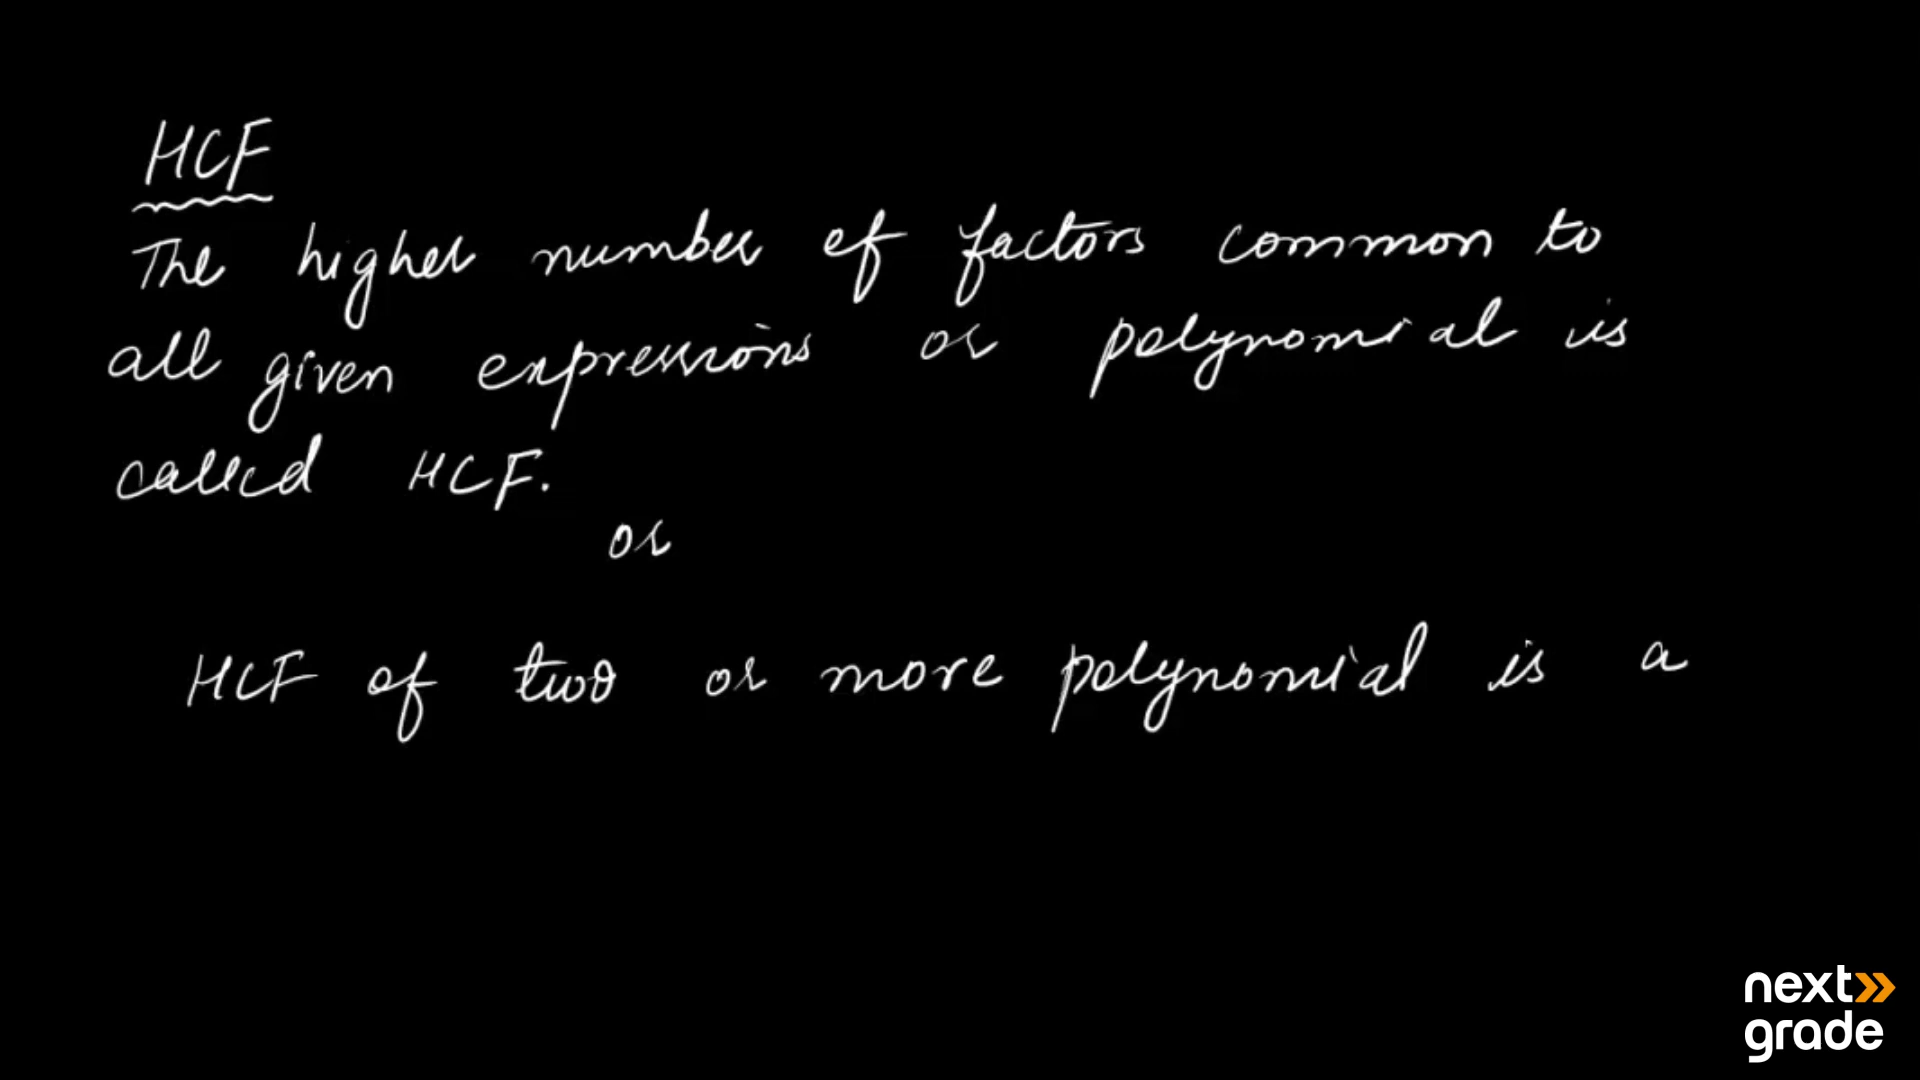 HCF
The higher number of factors common to
all given expressions or polynomial is
called HCF.
or
HCF of two or more polynomial is a
next
grade